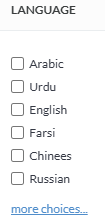 LANGUAGE
Arabic
Urdu
English
Farsi
Chinees
Russian
more choices...